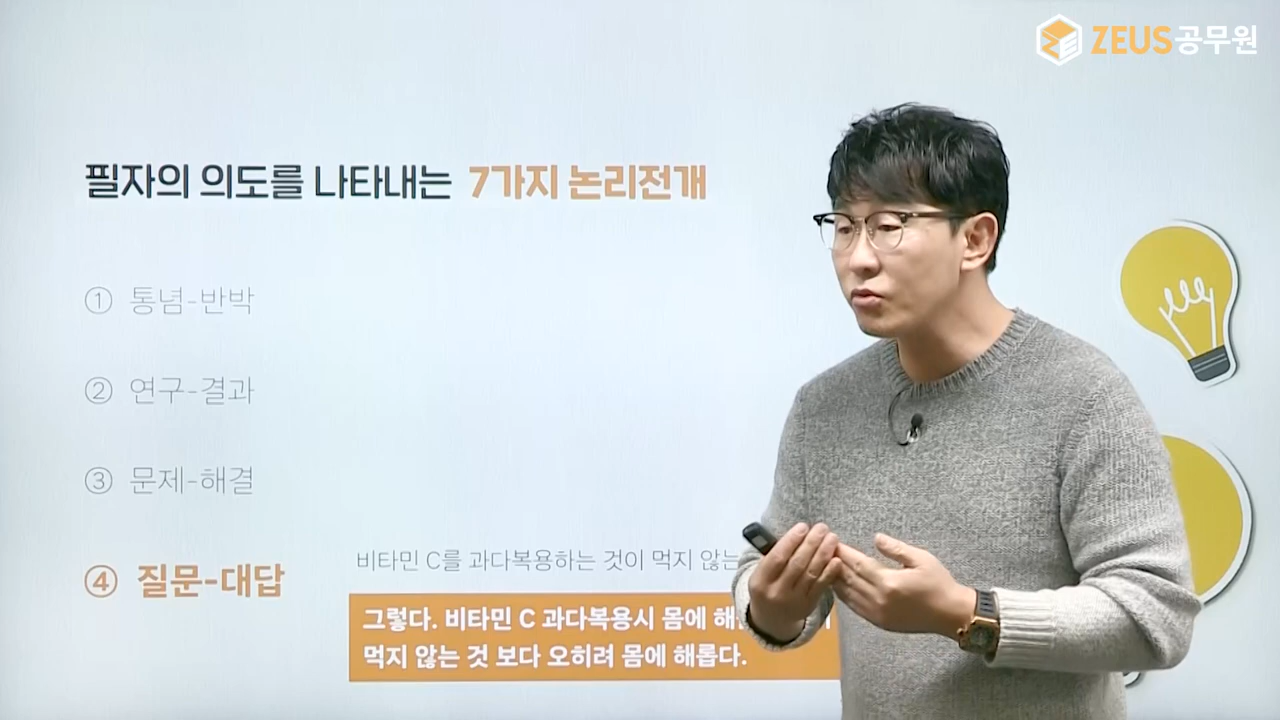 ZEUS공무원
필자의 의도를 나타내는 7가지 논리전개
① 통념-반박
② 연구-결과
③ 문제-해결
④ 질문-대답
비타민 C를 과다복용하는 것이 먹지 않는
그렇다. 비타민 C 과다복용시 몸에
먹지 않는 것 보다 오히려 몸에 해롭다.